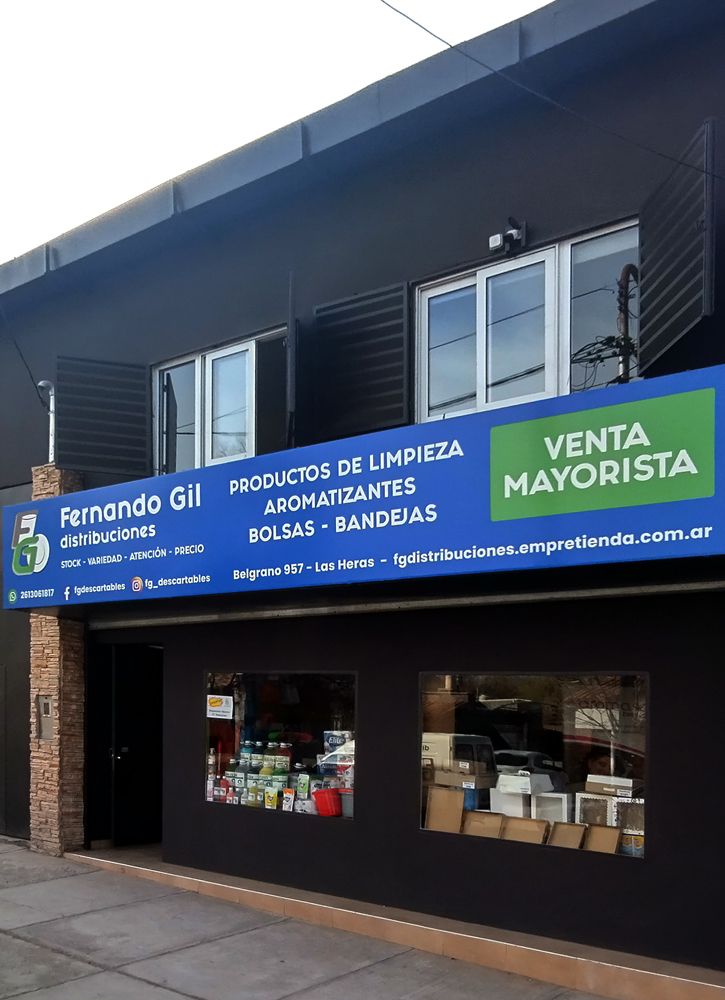 FG
Fernando Gil
distribuciones
STOCK - VARIEDAD - ATENCIÓN - PRECIO
2613061817 fgdescartables fg_descartables
PRODUCTOS DE LIMPIEZA
AROMATIZANTES
BOLSAS - BANDEJAS
VENTA
MAYORISTA
Belgrano 957 - Las Heras - fgdistribuciones.empretienda.com.ar